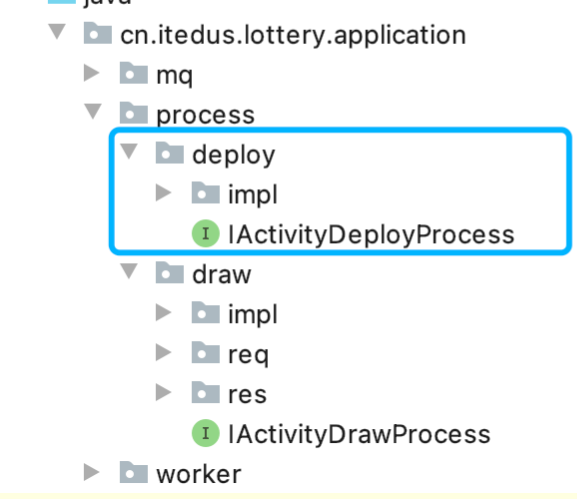 java
cn.itedus.lottery.application
mq
process
deploy
impl
IActivityDeployProcess
draw
impl
req
res
IActivityDrawProcess
worker